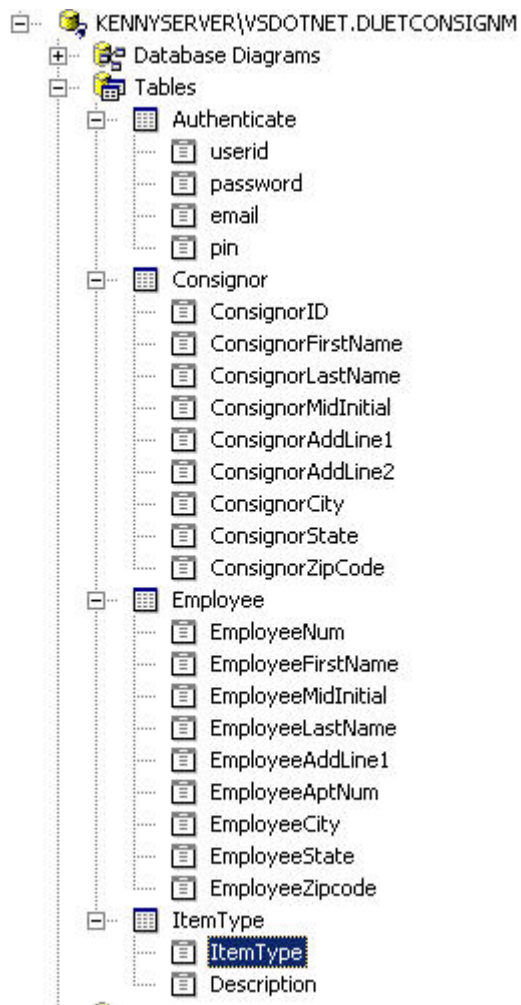 KENNYSERVER\VSDOTNET.DUETCONSIGNM
Database Diagrams
Tables
Authenticate
userid
password
email
pin
Consignor
ConsignorID
ConsignorFirstName
ConsignorLastName
ConsignorMidInitial
ConsignorAddLine1
ConsignorAddLine2
ConsignorCity
ConsignorState
ConsignorZipCode
Employee
EmployeeNum
EmployeeFirstName
EmployeeMidInitial
EmployeeLastName
EmployeeAddLine1
EmployeeAptNum
EmployeeCity
EmployeeState
EmployeeZipcode
ItemType
ItemType
Description